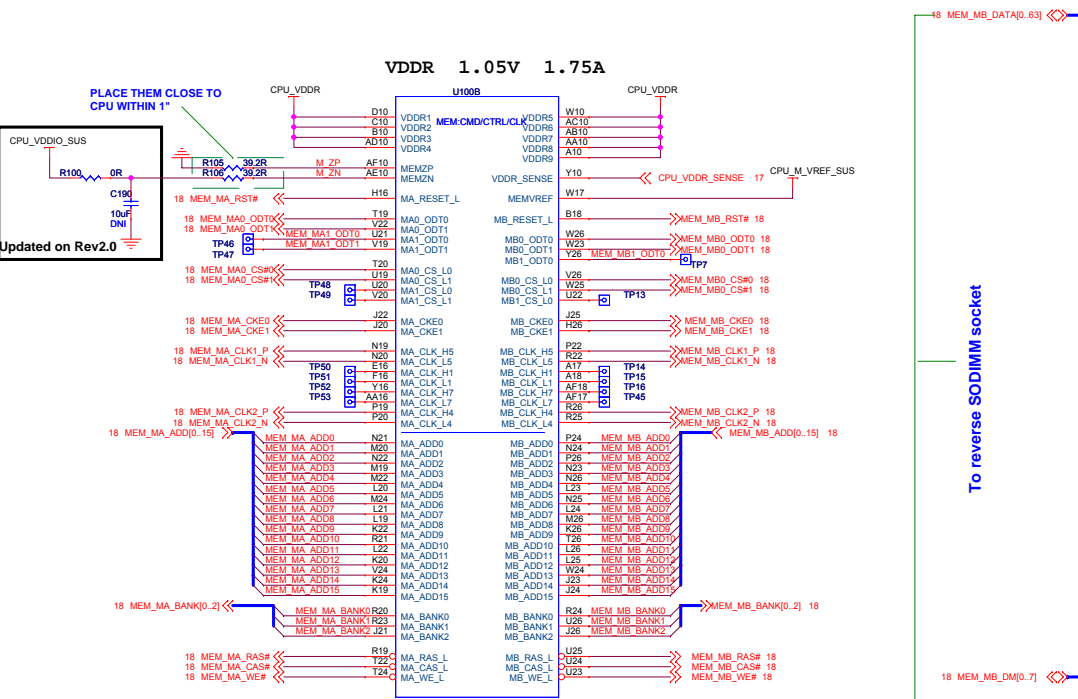 18 MEM_MB_DATA[0..63]
VDDR 1.05V 1.75A
PLACE THEM CLOSE TO
CPU WITHIN 1"
CPU_VDDR
U100B
CPU_VDDR
MEM:CMD/CTRL/CLK
D10 VDDR1 VDDR5 W10
C10 VDDR2 VDDR6 AC10
B10 VDDR3 VDDR7 AB10
AD10 VDDR4 VDDR8 AA10
VDDR9 A10
CPU_VDDIO_SUS
R100 0R
C190
10uF
DNI
Updated on Rev2.0
R105 39.2R M_ZP AF10 MEMZP
R106 39.2R M_ZN AE10 MEMZN
VDDR_SENSE Y10 CPU_VDDR_SENSE 17
CPU_M_VREF_SUS
18 MEM_MA_RST# H16 MA_RESET_L MEMVREF W17
18 MEM_MA0_ODT0 T19 MA0_ODT0 MB_RESET_L B18 MEM_MB_RST# 18
18 MEM_MA0_ODT1 V22 MA0_ODT1
TP46 MEM_MA1_ODT0 U21 MA1_ODT0 MB0_ODT0 W26 MEM_MB0_ODT0 18
TP47 MEM_MA1_ODT1 V19 MA1_ODT1 MB0_ODT1 W23 MEM_MB0_ODT1 18
MB1_ODT0 Y26 MEM_MB1_ODT0 TP7
18 MEM_MA0_CS#0 T20 MA0_CS_L0
18 MEM_MA0_CS#1 U19 MA0_CS_L1 MB0_CS_L0 V26 MEM_MB0_CS#0 18
TP48 U20 MA1_CS_L0 MB0_CS_L1 W25 MEM_MB0_CS#1 18
TP49 V20 MA1_CS_L1 MB1_CS_L0 U22 TP13
18 MEM_MA_CKE0 J22 MA_CKE0 MB_CKE0 J25 MEM_MB_CKE0 18
18 MEM_MA_CKE1 J20 MA_CKE1 MB_CKE1 H26 MEM_MB_CKE1 18
18 MEM_MA_CLK1_P N19 MA_CLK_H5 MB_CLK_H5 P22 MEM_MB_CLK1_P 18
18 MEM_MA_CLK1_N N20 MA_CLK_L5 MB_CLK_L5 R22 MEM_MB_CLK1_N 18
TP50 E16 MA_CLK_H1 MB_CLK_H1 A17 TP14
TP51 F16 MA_CLK_L1 MB_CLK_L1 A18 TP15
TP52 Y16 MA_CLK_H7 MB_CLK_H7 AF18 TP16
TP53 AA16 MA_CLK_L7 MB_CLK_L7 AF17 TP45
18 MEM_MA_CLK2_P P19 MA_CLK_H4 MB_CLK_H4 R26 MEM_MB_CLK2_P 18
18 MEM_MA_CLK2_N P20 MA_CLK_L4 MB_CLK_L4 R25 MEM_MB_CLK2_N 18
18 MEM_MA_ADD[0..15] MEM_MB_ADD[0..15] 18
MEM_MA_ADD0 N21 MA_ADD0 MB_ADD0 P24 MEM_MB_ADD0
MEM_MA_ADD1 M20 MA_ADD1 MB_ADD1 N24 MEM_MB_ADD1
MEM_MA_ADD2 N22 MA_ADD2 MB_ADD2 P26 MEM_MB_ADD2
MEM_MA_ADD3 M19 MA_ADD3 MB_ADD3 N23 MEM_MB_ADD3
MEM_MA_ADD4 M22 MA_ADD4 MB_ADD4 N26 MEM_MB_ADD4
MEM_MA_ADD5 L20 MA_ADD5 MB_ADD5 L23 MEM_MB_ADD5
MEM_MA_ADD6 M24 MA_ADD6 MB_ADD6 N25 MEM_MB_ADD6
MEM_MA_ADD7 L21 MA_ADD7 MB_ADD7 L24 MEM_MB_ADD7
MEM_MA_ADD8 L19 MA_ADD8 MB_ADD8 M26 MEM_MB_ADD8
MEM_MA_ADD9 K22 MA_ADD9 MB_ADD9 K26 MEM_MB_ADD9
MEM_MA_ADD10 R21 MA_ADD10 MB_ADD10 T26 MEM_MB_ADD10
MEM_MA_ADD11 L22 MA_ADD11 MB_ADD11 L26 MEM_MB_ADD11
MEM_MA_ADD12 K20 MA_ADD12 MB_ADD12 L25 MEM_MB_ADD12
MEM_MA_ADD13 V24 MA_ADD13 MB_ADD13 W24 MEM_MB_ADD13
MEM_MA_ADD14 K24 MA_ADD14 MB_ADD14 J23 MEM_MB_ADD14
MEM_MA_ADD15 K19 MA_ADD15 MB_ADD15 J24 MEM_MB_ADD15
18 MEM_MA_BANK[0..2] MEM_MB_BANK[0..2] 18
MEM_MA_BANK0 R20 MA_BANK0 MB_BANK0 R24 MEM_MB_BANK0
MEM_MA_BANK1 R23 MA_BANK1 MB_BANK1 U26 MEM_MB_BANK1
MEM_MA_BANK2 J21 MA_BANK2 MB_BANK2 J26 MEM_MB_BANK2
18 MEM_MA_RAS# R19 MA_RAS_L MB_RAS_L U25 MEM_MB_RAS# 18
18 MEM_MA_CAS# T22 MA_CAS_L MB_CAS_L U24 MEM_MB_CAS# 18
18 MEM_MA_WE# T24 MA_WE_L MB_WE_L U23 MEM_MB_WE# 18
To reverse SODIMM socket
18 MEM_MB_DM[0..7]